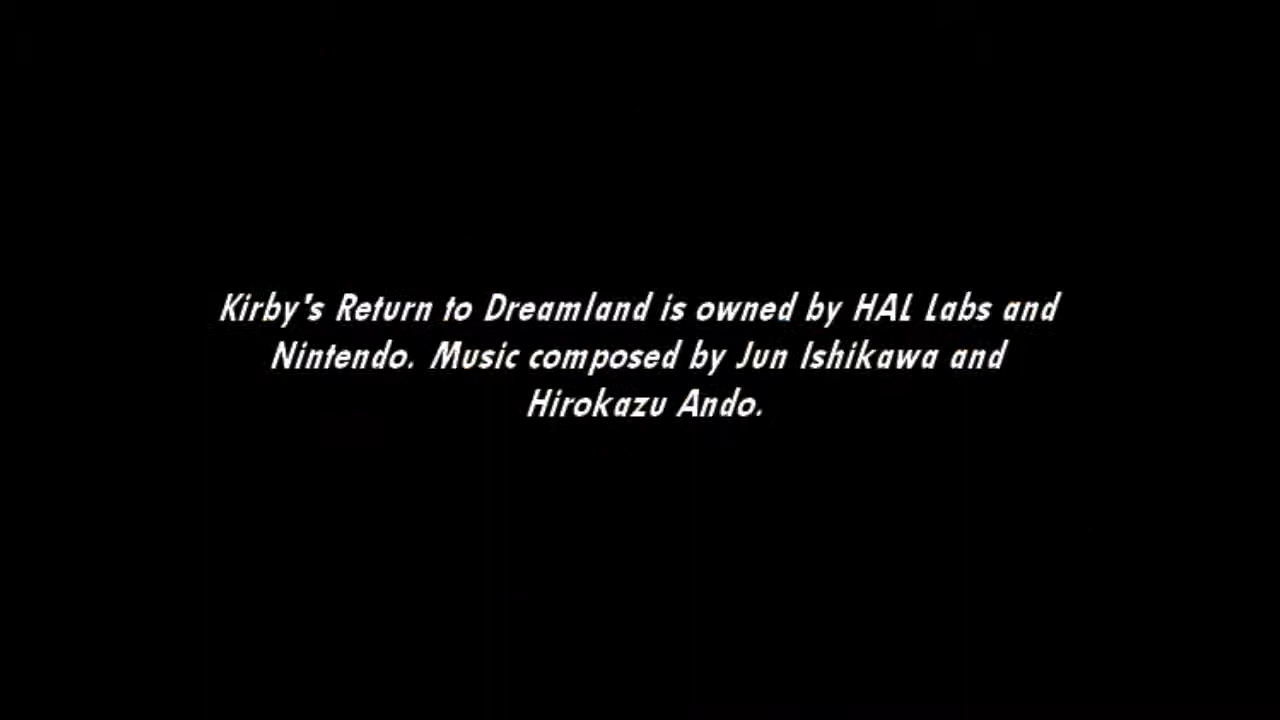 Kirby's Return to Dreamland is owned by HAL Labs and
Nintendo. Music composed by Jun Ishikawa and
Hirokazu Ando.